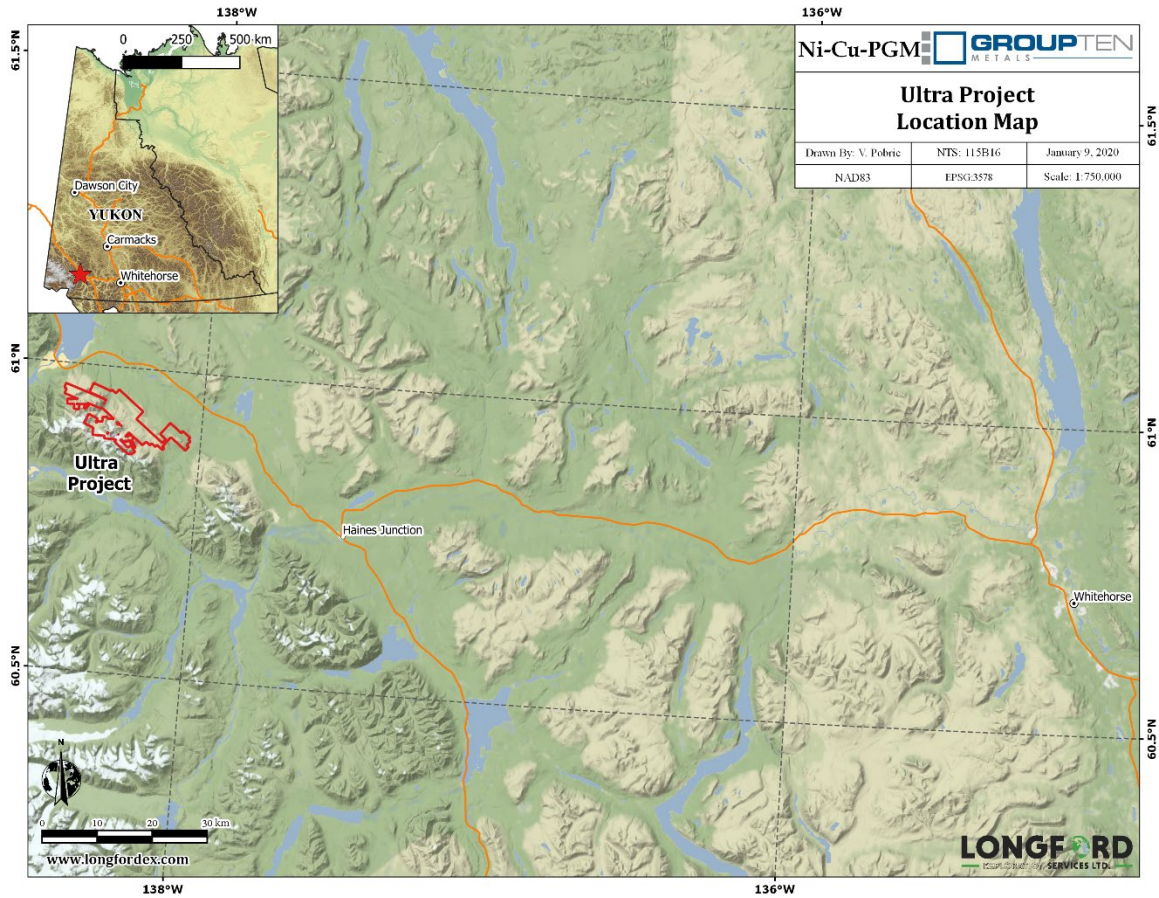 138°W
136°W
0 250 500 km
61.5°N
Ni-Cu-PGM
GROUP TEN
METALS
Ultra Project
Location Map
Drawn By: V. Pobric
NTS: 115B16
January 9, 2020
NAD83
EPSG:3578
Scale: 1:750,000
61.5°N
Dawson City
YUKON
Carmacks
Whitehorse
61°N
61°N
Ultra
Project
Haines Junction
Whitehorse
60.5°N
60.5°N
N
0 10 20 30 km
www.longfordex.com
LONGFORD
EXPLORATION SERVICES LTD.
138°W
136°W